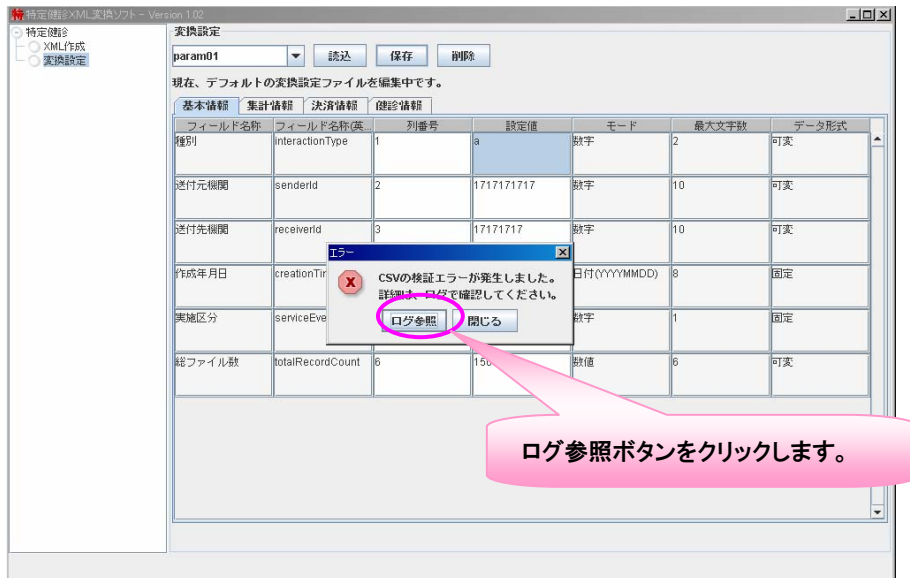 特定健診XML変換ソフト - Version 1.02
特定健診
XML作成
変換設定
変換設定
param01 読込 保存 削除
現在、デフォルトの変換設定ファイルを編集中です。
基本情報 集計情報 決済情報 健診情報
フィールド名称 フィールド名称(英... 列番号 設定値 モード 最大文字数 データ形式
種別 interactionType 1 a 数字 2 可変
送付元機関 senderId 2 1717171717 数字 10 可変
送付先機関 receiverId 3 17171717 数字 10 可変
作成年月日 creationTir 日付(YYYYMMDD) 8 固定
実施区分 serviceEve 数字 1 固定
総ファイル数 totalRecordCount 6 150 数値 6 可変
エラー
CSVの検証エラーが発生しました。
詳細は、ログで確認してください。
ログ参照 閉じる
ログ参照ボタンをクリックします。